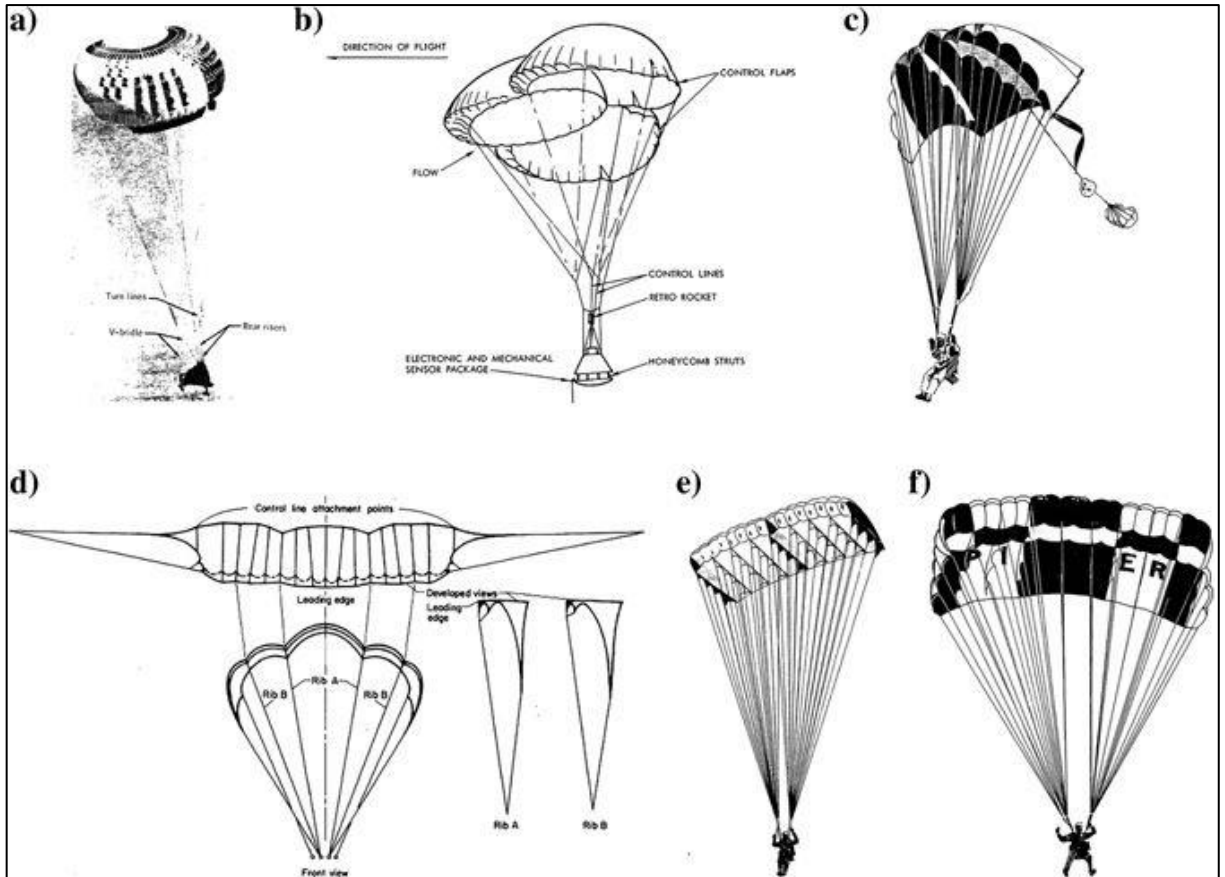 a)
Turn lines
V-bridle
Rear risers
b)
DIRECTION OF FLIGHT
CONTROL FLAPS
FLOW
CONTROL LINES
RETRO ROCKET
ELECTRONIC AND MECHANICAL
SENSOR PACKAGE
HONEYCOMB STRUTS
c)
d)
Control line attachment points
Leading edge
Developed views
Leading
edge
Rib B
Rib A
Rib B
Rib A
Rib B
Front view
e)
f)
P I ER